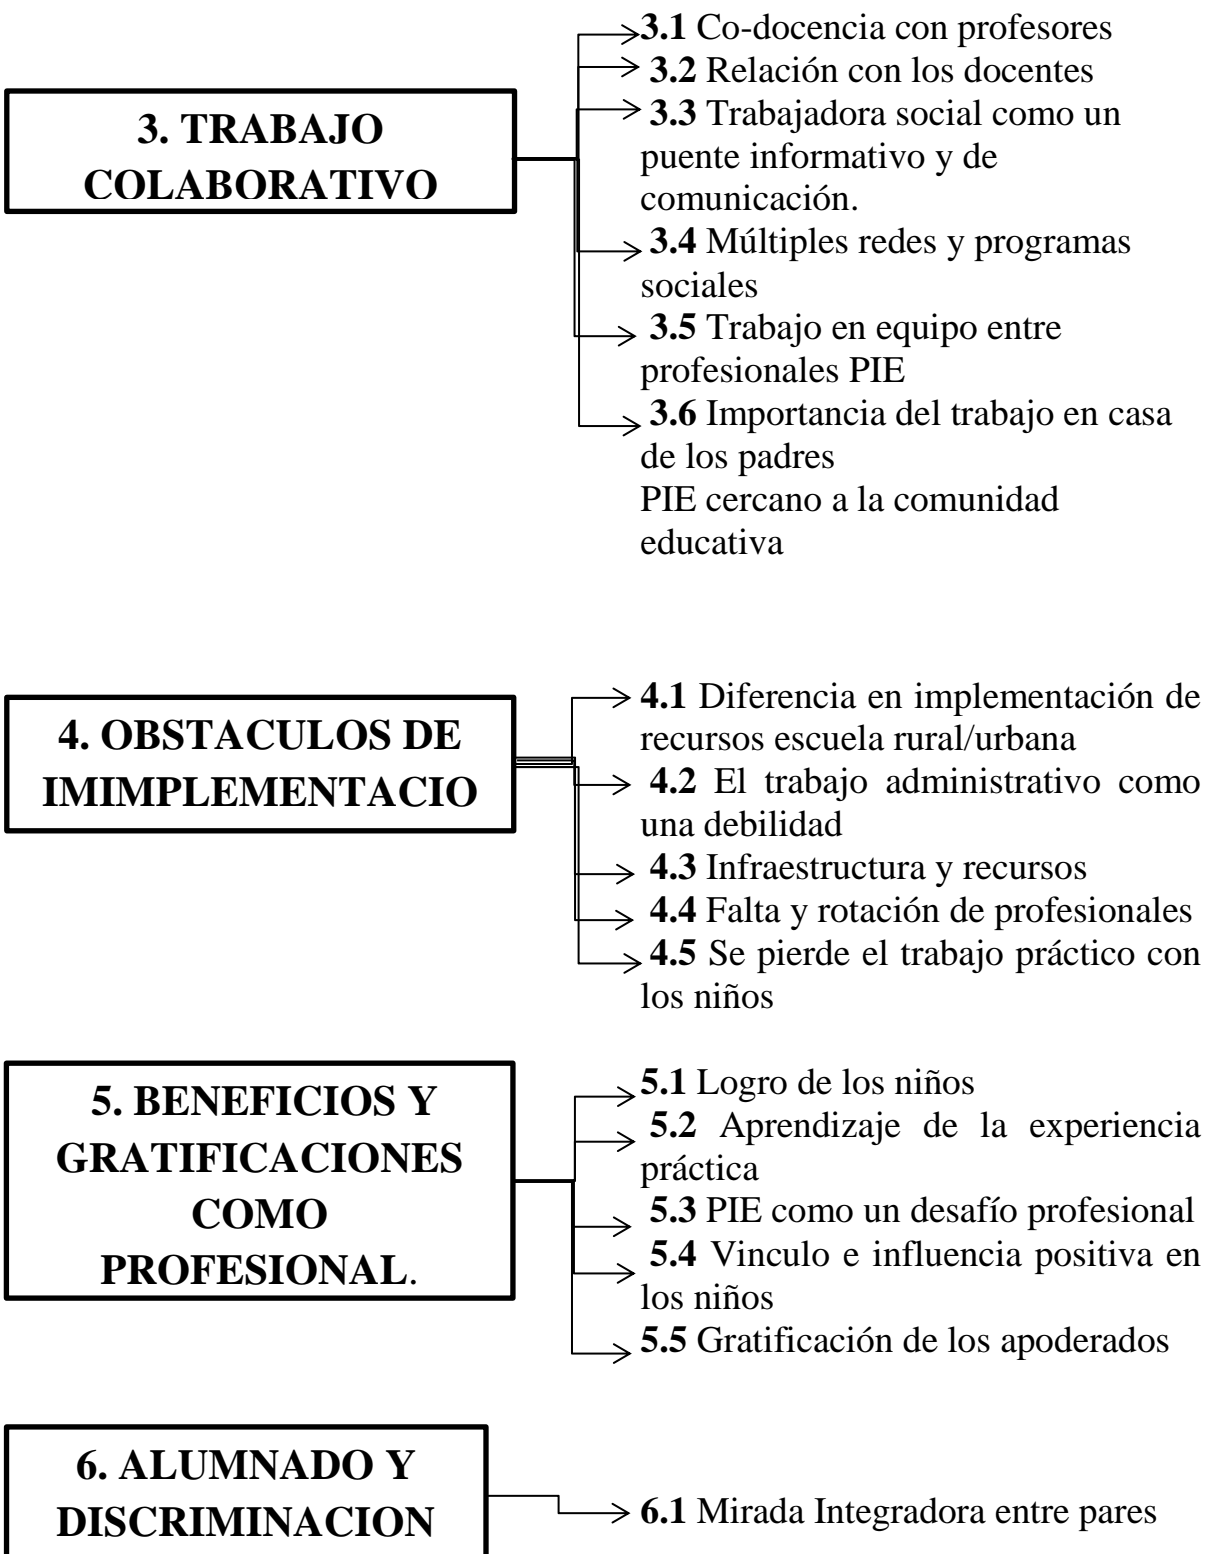 3. TRABAJO
COLABORATIVO
3.1 Co-docencia con profesores
3.2 Relación con los docentes
3.3 Trabajadora social como un
puente informativo y de
comunicación.
3.4 Múltiples redes y programas
sociales
3.5 Trabajo en equipo entre
profesionales PIE
3.6 Importancia del trabajo en casa
de los padres
PIE cercano a la comunidad
educativa
4. OBSTACULOS DE
IMIMPLEMENTACIO
4.1 Diferencia en implementación de
recursos escuela rural/urbana
4.2 El trabajo administrativo como
una debilidad
4.3 Infraestructura y recursos
4.4 Falta y rotación de profesionales
4.5 Se pierde el trabajo práctico con
los niños
5. BENEFICIOS Y
GRATIFICACIONES
COMO
PROFESIONAL.
5.1 Logro de los niños
5.2 Aprendizaje de la experiencia
práctica
5.3 PIE como un desafío profesional
5.4 Vinculo e influencia positiva en
los niños
5.5 Gratificación de los apoderados
6. ALUMNADO Y
DISCRIMINACION
6.1 Mirada Integradora entre pares